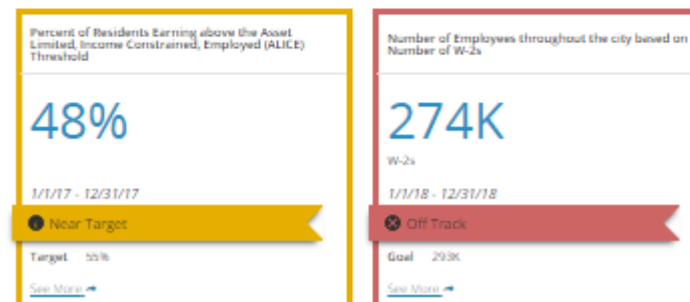 Percent of Residents Earning above the Asset
Limited, Income Constrained, Employed (ALICE)
Threshold
48%
1/1/17 - 12/31/17
Near Target
Target 55%
See More
Number of Employees throughout the city based on
Number of W-2s
274K
W-2s
1/1/18 - 12/31/18
Off Track
Goal 293K
See More